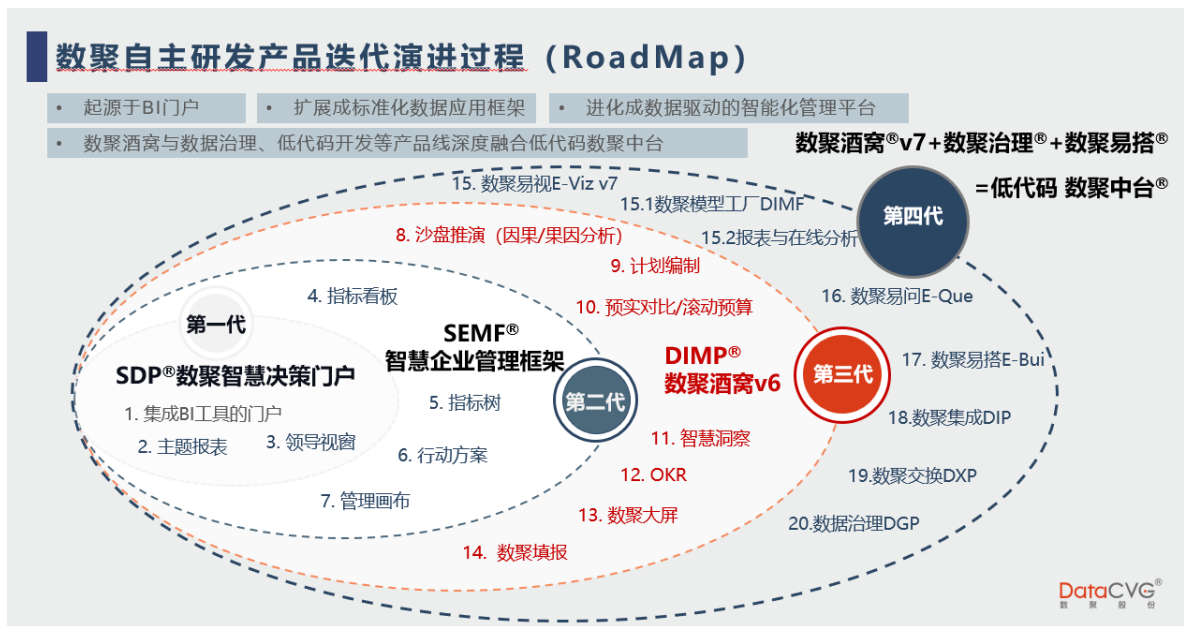 数聚自主研发产品迭代演进过程（RoadMap）
• 起源于BI门户
• 扩展成标准化数据应用框架
• 进化成数据驱动的智能化管理平台
• 数聚酒窝与数据治理、低代码开发等产品线深度融合低代码数聚中台
数聚酒窝®v7+数聚治理®+数聚易搭®
=低代码 数聚中台®
第四代
15. 数聚易视E-Viz v7
15.1数聚模型工厂DIMF
15.2报表与在线分析
8. 沙盘推演（因果/果因分析）
9. 计划编制
10. 预实对比/滚动预算
16. 数聚易问E-Que
4. 指标看板
第一代
SEMF®
智慧企业管理框架
DIMP®
数聚酒窝v6
第三代
17. 数聚易搭E-Bui
SDP®数聚智慧决策门户
第二代
1. 集成BI工具的门户
2. 主题报表
3. 领导视窗
5. 指标树
6. 行动方案
7. 管理画布
11. 智慧洞察
12. OKR
13. 数聚大屏
14. 数聚填报
18.数聚集成DIP
19.数聚交换DXP
20.数据治理DGP
DataCVG®
数聚股份